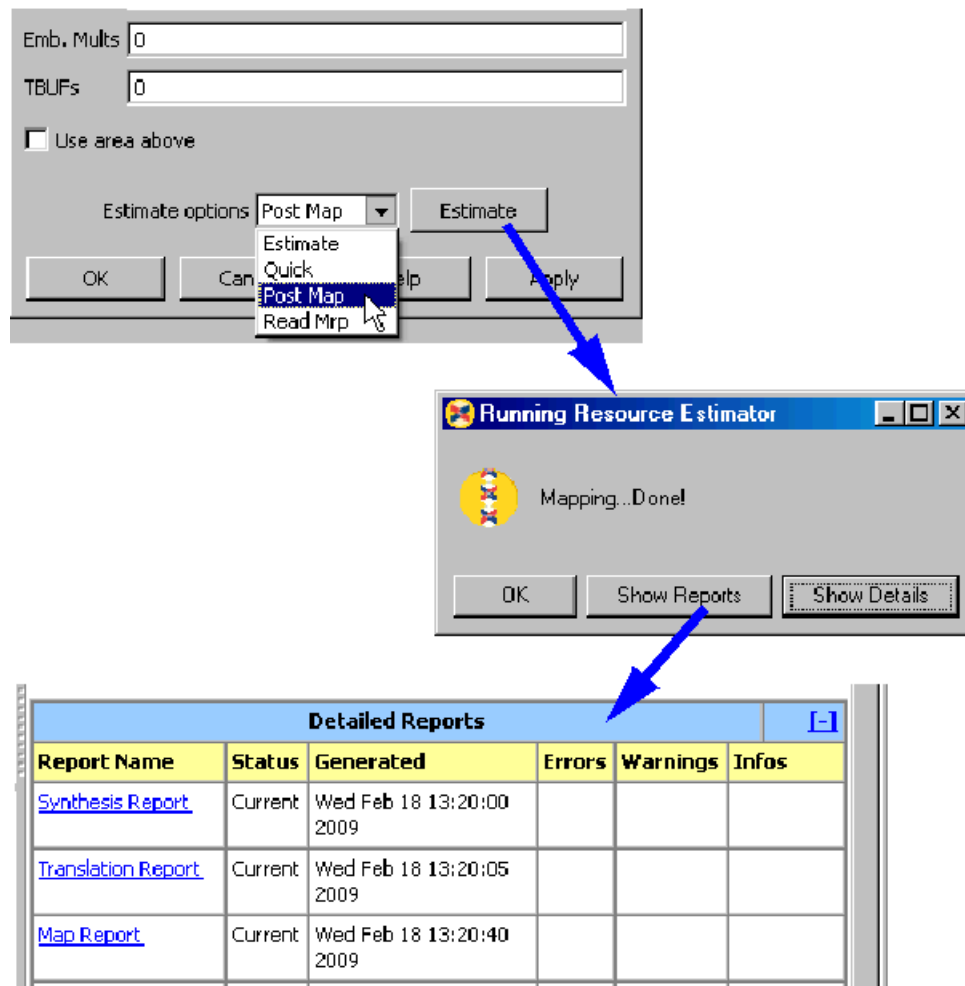 Emb. Mults 0
TBUFs 0
Use area above
Estimate options Post Map Estimate
Estimate
Quick
Post Map
Read Mrp
OK Can elp Apply
Running Resource Estimator
Mapping...Done!
OK Show Reports Show Details
Detailed Reports [-]
Report Name Status Generated Errors Warnings Infos
Synthesis Report Current Wed Feb 18 13:20:00
2009
Translation Report Current Wed Feb 18 13:20:05
2009
Map Report Current Wed Feb 18 13:20:40
2009